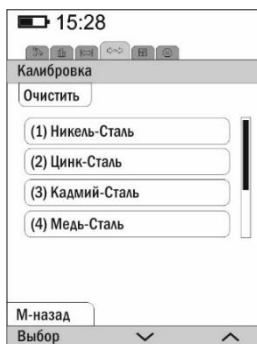 15:28
Калибровка
Очистить
(1) Никель-Сталь
(2) Цинк-Сталь
(3) Кадмий-Сталь
(4) Медь-Сталь
М-назад
Выбор